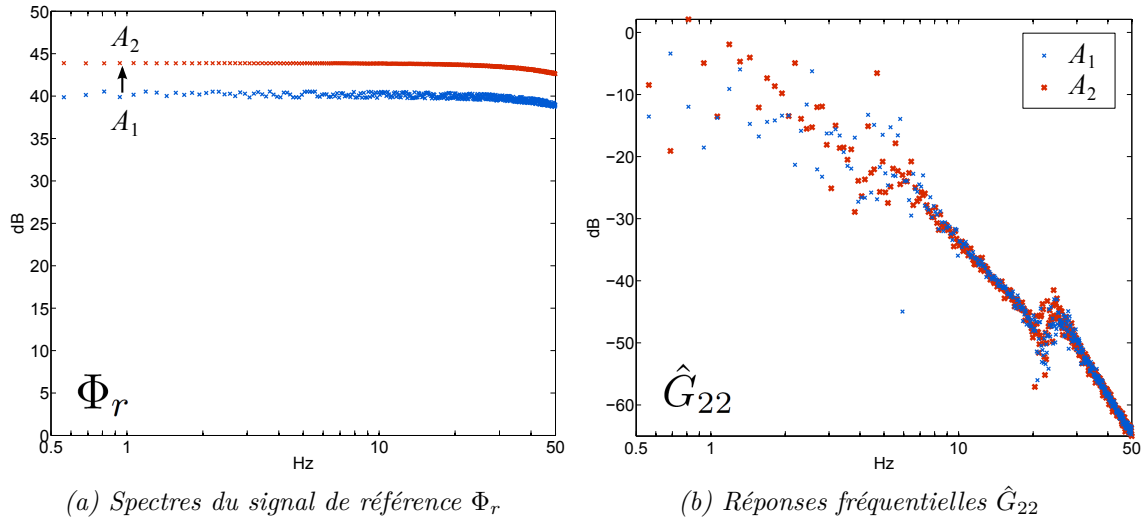 50
45
40
35
30
25
20
15
10
5
0
dB
A₂
A₁
Φᵣ
0.5 1 10 50
Hz
(a) Spectres du signal de référence Φᵣ
0
−10
−20
−30
−40
−50
−60
dB
A₁
A₂
Ĝ₂₂
0.5 1 10 50
Hz
(b) Réponses fréquentielles Ĝ₂₂